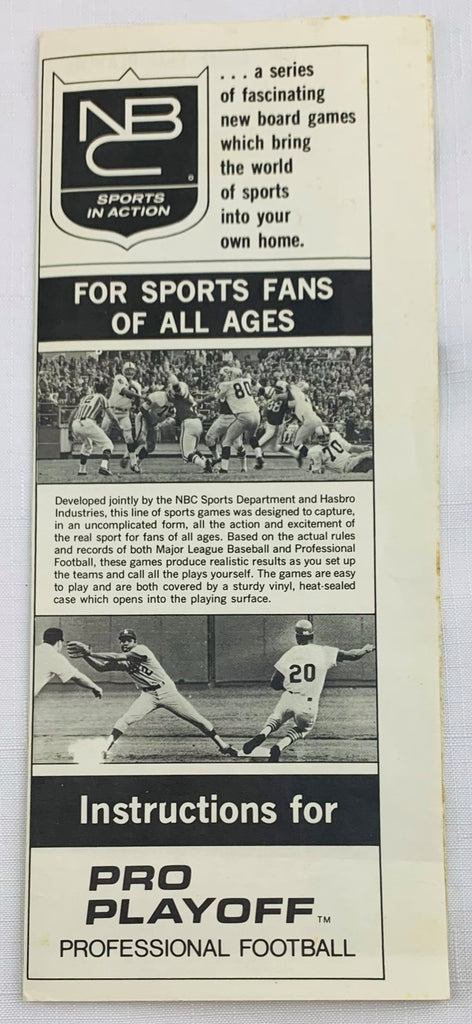 NBC
®
SPORTS
IN ACTION
. . . a series
of fascinating
new board games
which bring
the world
of sports
into your
own home.
FOR SPORTS FANS
OF ALL AGES
80
88
70
Developed jointly by the NBC Sports Department and Hasbro
Industries, this line of sports games was designed to capture,
in an uncomplicated form, all the action and excitement of
the real sport for fans of all ages. Based on the actual rules
and records of both Major League Baseball and Professional
Football, these games produce realistic results as you set up
the teams and call all the plays yourself. The games are easy
to play and are both covered by a sturdy vinyl, heat-sealed
case which opens into the playing surface.
20
Instructions for
PRO
PLAYOFF™
PROFESSIONAL FOOTBALL